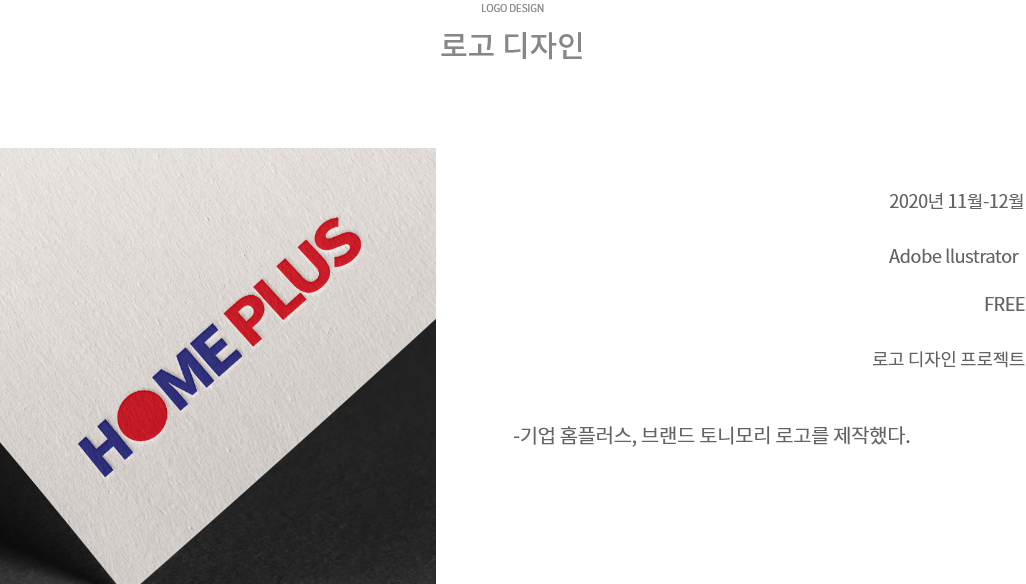 LOGO DESIGN
로고 디자인
HOME PLUS
2020년 11월-12월
Adobe llustrator
FREE
로고 디자인 프로젝트
-기업 홈플러스, 브랜드 토니모리 로고를 제작했다.